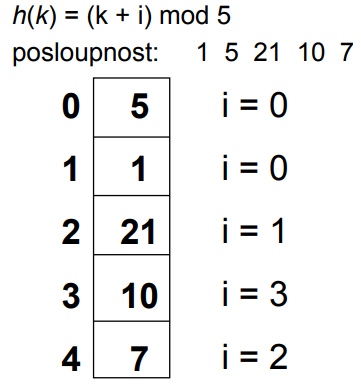 h(k) = (k + i) mod 5
posloupnost: 1 5 21 10 7
0 5 i = 0
1 1 i = 0
2 21 i = 1
3 10 i = 3
4 7 i = 2